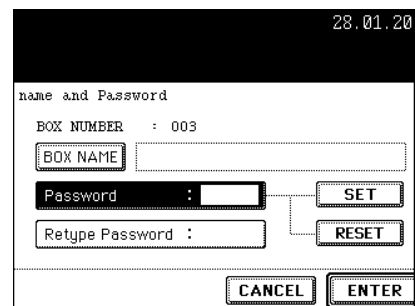 28.01.20
name and Password
BOX NUMBER : 003
BOX NAME
Password :
SET
Retype Password :
RESET
CANCEL
ENTER